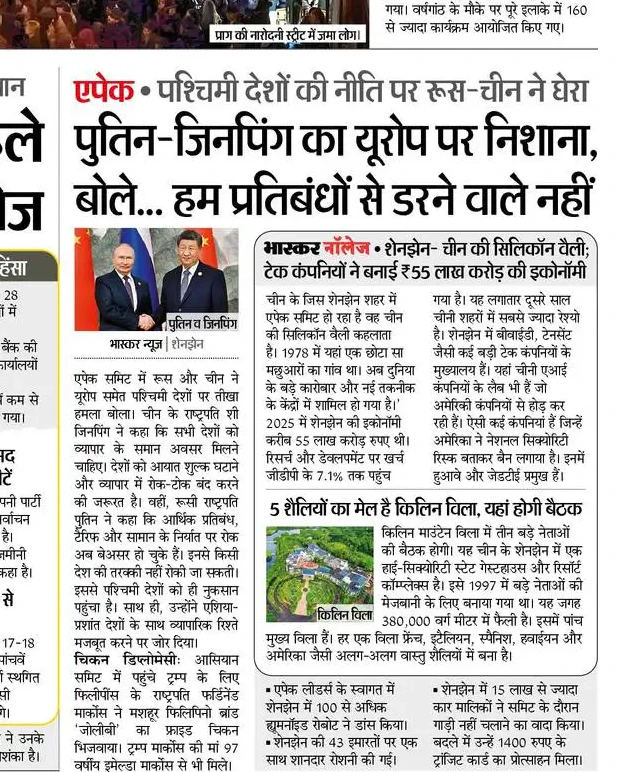 प्राग की नारोदनी स्ट्रीट में जमा लोग।
गया। वर्षगांठ के मौके पर पूरे इलाके में 160
से ज्यादा कार्यक्रम आयोजित किए गए।
एपेक • पश्चिमी देशों की नीति पर रूस-चीन ने घेरा
पुतिन-जिनपिंग का यूरोप पर निशाना,
बोले... हम प्रतिबंधों से डरने वाले नहीं
पुतिन व जिनपिंग
भास्कर न्यूज | शेनझेन
एपेक समिट में रूस और चीन ने
यूरोप समेत पश्चिमी देशों पर तीखा
हमला बोला। चीन के राष्ट्रपति शी
जिनपिंग ने कहा कि सभी देशों को
व्यापार के समान अवसर मिलने
चाहिए। देशों को आयात शुल्क घटाने
और व्यापार में रोक-टोक बंद करने
की जरूरत है। वहीं, रूसी राष्ट्रपति
पुतिन ने कहा कि आर्थिक प्रतिबंध,
टैरिफ और सामान के निर्यात पर रोक
अब बेअसर हो चुके हैं। इनसे किसी
देश की तरक्की नहीं रोकी जा सकती।
इससे पश्चिमी देशों को ही नुकसान
पहुंचा है। साथ ही, उन्होंने एशिया-
प्रशांत देशों के साथ व्यापारिक रिश्ते
मजबूत करने पर जोर दिया।
चिकन डिप्लोमेसी: आसियान
समिट में पहुंचे ट्रम्प के लिए
फिलीपींस के राष्ट्रपति फर्डिनेंड
मार्कोस ने मशहूर फिलिपिनो ब्रांड
'जोलीबी' का फ्राइड चिकन
भिजवाया। ट्रम्प मार्कोस की मां 97
वर्षीय इमेल्डा मार्कोस से भी मिले।
भास्कर नॉलेज • शेनझेन- चीन की सिलिकॉन वैली;
टेक कंपनियों ने बनाई ₹55 लाख करोड़ की इकोनॉमी
चीन के जिस शेनझेन शहर में
एपेक समिट हो रहा है वह चीन
की सिलिकॉन वैली कहलाता
है। 1978 में यहां एक छोटा सा
मछुआरों का गांव था। अब दुनिया
के बड़े कारोबार और नई तकनीक
के केंद्रों में शामिल हो गया है।'
2025 में शेनझेन की इकोनॉमी
करीब 55 लाख करोड़ रुपए थी।
रिसर्च और डेवलपमेंट पर खर्च
जीडीपी के 7.1% तक पहुंच
गया है। यह लगातार दूसरे साल
चीनी शहरों में सबसे ज्यादा रेश्यो
है। शेनझेन में बीवाईडी, टेनसेंट
जैसी कई बड़ी टेक कंपनियों के
मुख्यालय हैं। यहां चीनी एआई
कंपनियों के लैब भी हैं जो
अमेरिकी कंपनियों से होड़ कर
रही हैं। ऐसी कई कंपनियां हैं जिन्हें
अमेरिका ने नेशनल सिक्योरिटी
रिस्क बताकर बैन लगाया है। इनमें
हुआवे और जेडटीई प्रमुख हैं।
5 शैलियों का मेल है किलिन विला, यहां होगी बैठक
किलिन विला
किलिन माउंटेन विला में तीन बड़े नेताओं
की बैठक होगी। यह चीन के शेनझेन में एक
हाई-सिक्योरिटी स्टेट गेस्टहाउस और रिसॉर्ट
कॉम्प्लेक्स है। इसे 1997 में बड़े नेताओं की
मेजबानी के लिए बनाया गया था। यह जगह
380,000 वर्ग मीटर में फैली है। इसमें पांच
मुख्य विला हैं। हर एक विला फ्रेंच, इटैलियन, स्पैनिश, हवाईयन और
अमेरिका जैसी अलग-अलग वास्तु शैलियों में बना है।
▪ एपेक लीडर्स के स्वागत में
शेनझेन में 100 से अधिक
ह्यूमनॉइड रोबोट ने डांस किया।
▪ शेनझेन की 43 इमारतों पर एक
साथ शानदार रोशनी की गई।
▪ शेनझेन में 15 लाख से ज्यादा
कार मालिकों ने समिट के दौरान
गाड़ी नहीं चलाने का वादा किया।
बदले में उन्हें 1400 रुपए के
ट्रांजिट कार्ड का प्रोत्साहन मिला।